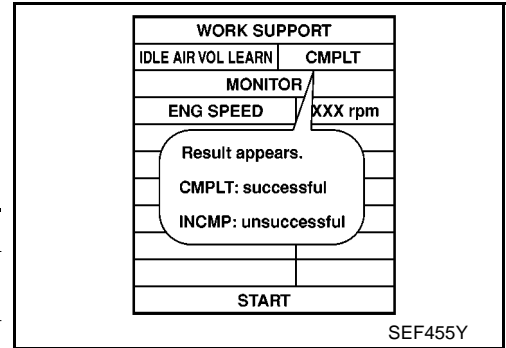 WORK SUPPORT
IDLE AIR VOL LEARN CMPLT
MONITOR
ENG SPEED XXX rpm
Result appears.
CMPLT: successful
INCMP: unsuccessful
START
SEF455Y